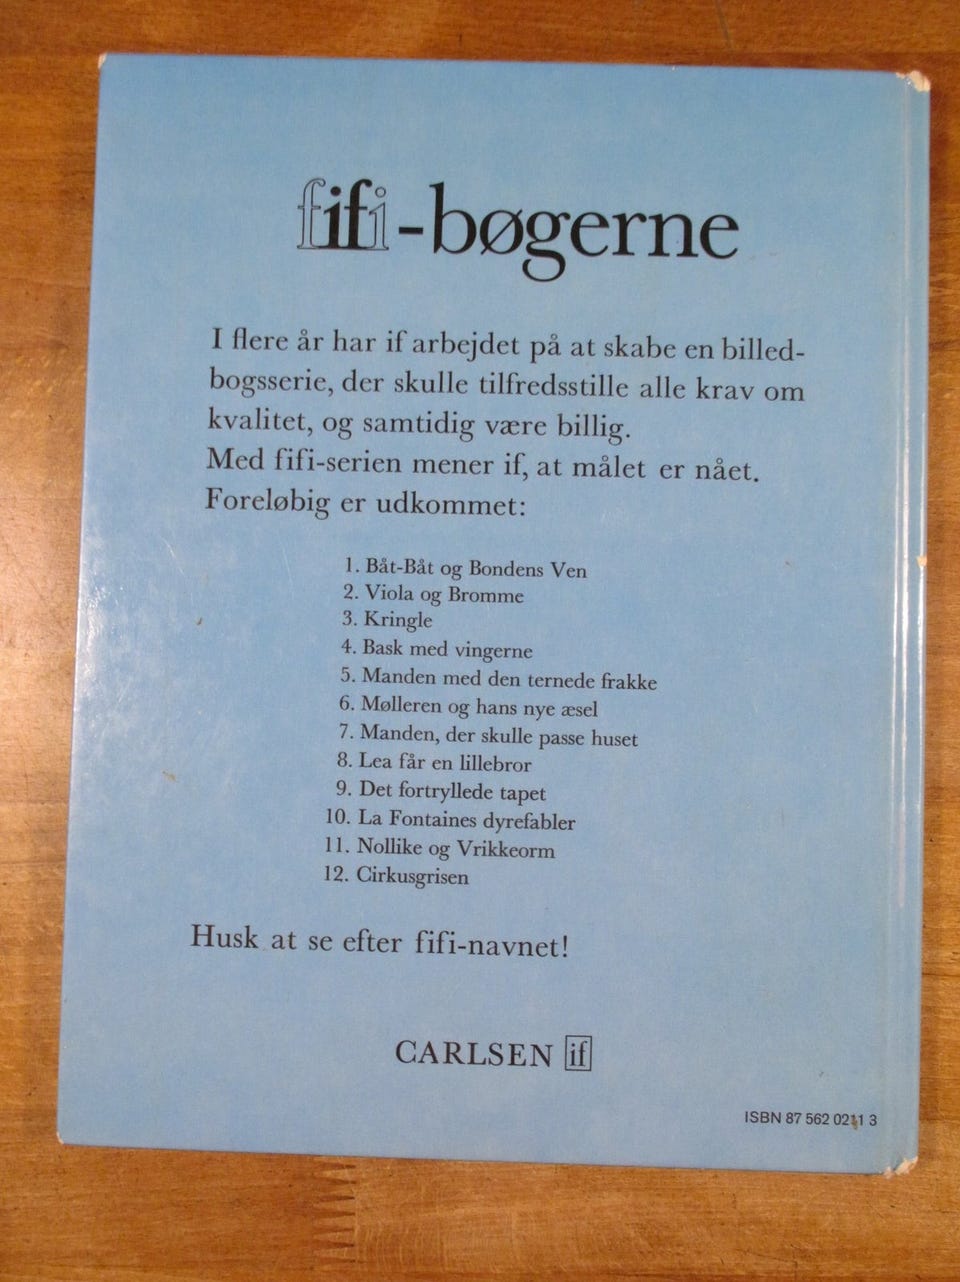 fifi-bøgerne
I flere år har if arbejdet på at skabe en billed-
bogsserie, der skulle tilfredsstille alle krav om
kvalitet, og samtidig være billig.
Med fifi-serien mener if, at målet er nået.
Foreløbig er udkommet:
1. Båt-Båt og Bondens Ven
2. Viola og Bromme
3. Kringle
4. Bask med vingerne
5. Manden med den ternede frakke
6. Mølleren og hans nye æsel
7. Manden, der skulle passe huset
8. Lea får en lillebror
9. Det fortryllede tapet
10. La Fontaines dyrefabler
11. Nollike og Vrikkeorm
12. Cirkusgrisen
Husk at se efter fifi-navnet!
CARLSEN if
ISBN 87 562 0211 3